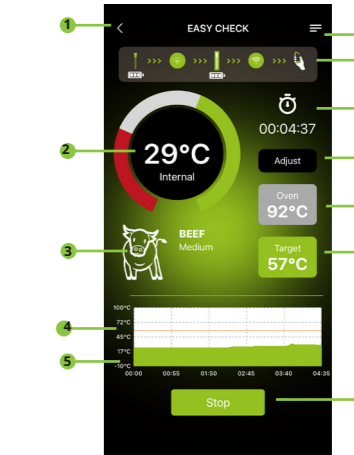 1
EASY CHECK
>>> >>> >>> >>>
00:04:37
2
29°C
Internal
Adjust
Oven
92°C
3
BEEF
Medium
Target
57°C
100°C
4
72°C
45°C
17°C
5
-10°C
00:00 00:55 01:50 02:45 03:40 04:35
Stop